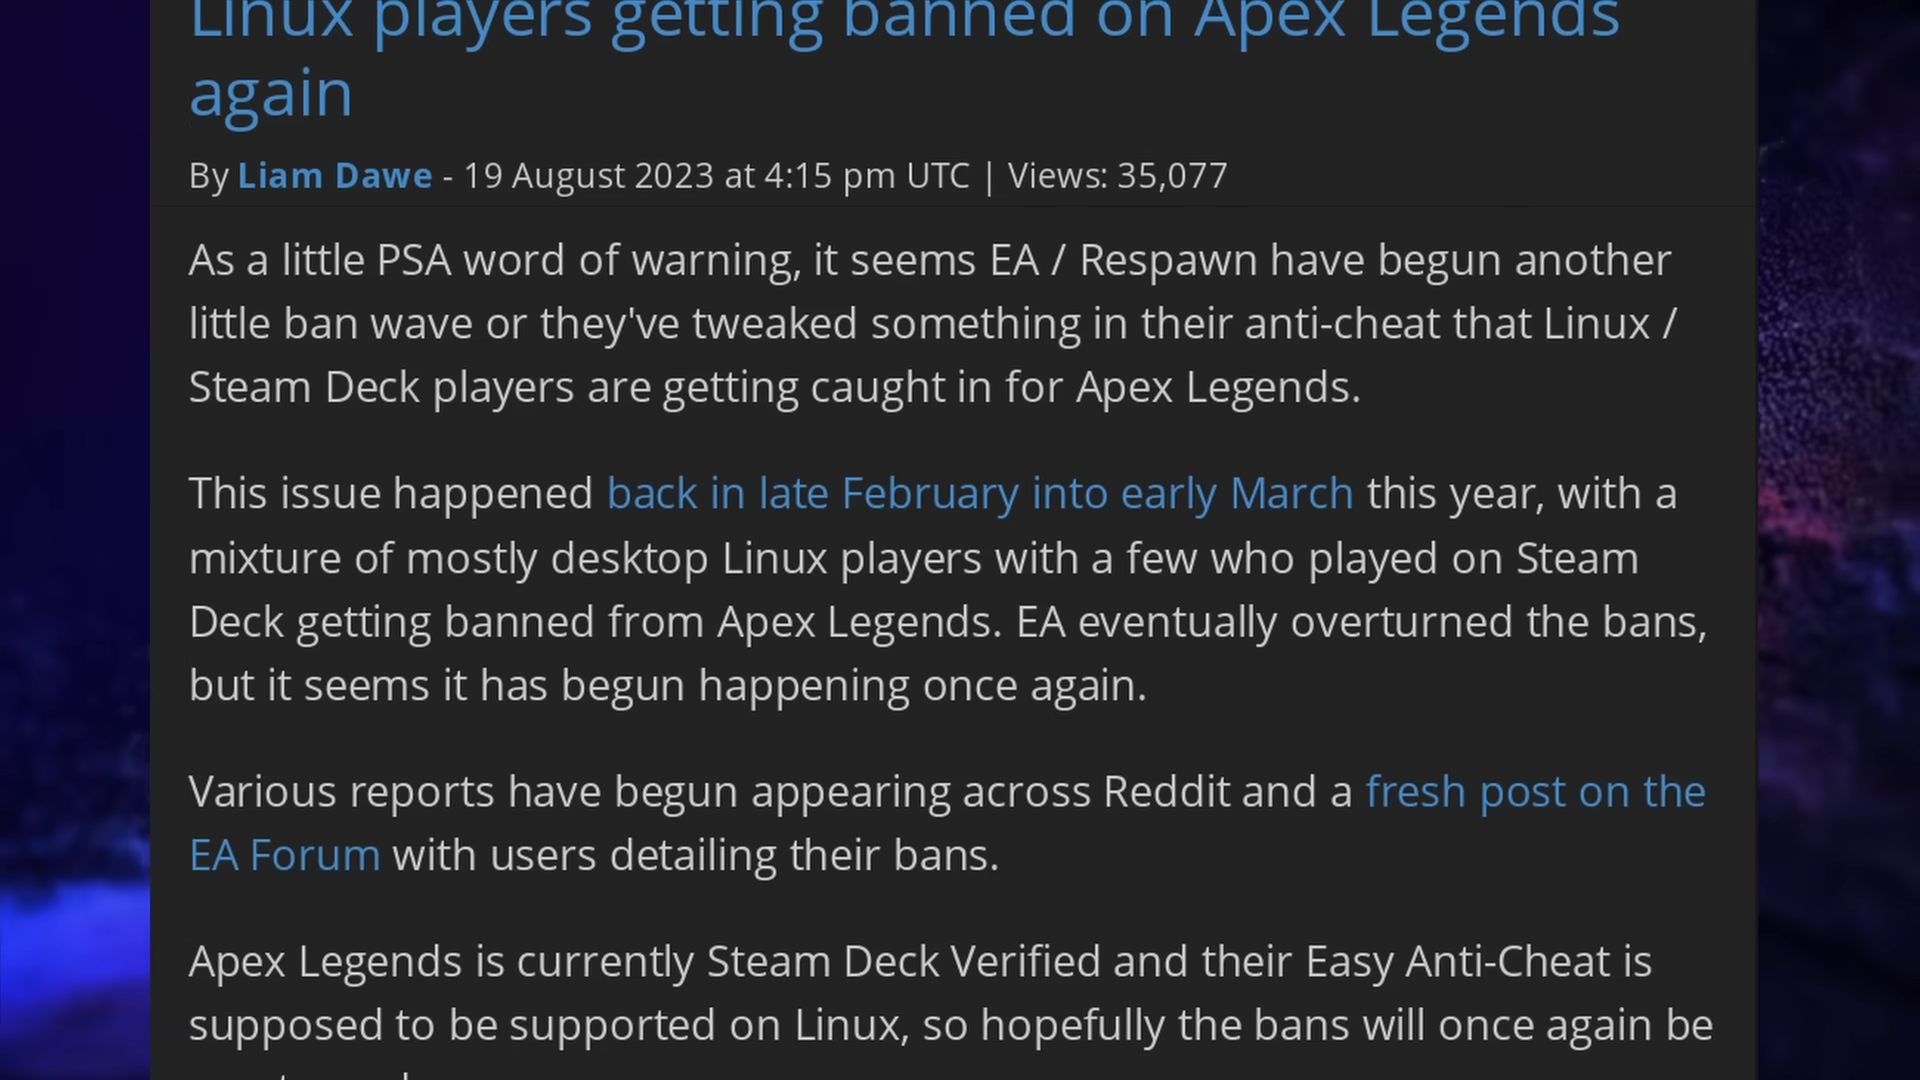 Linux players getting banned on Apex Legends
again
By Liam Dawe - 19 August 2023 at 4:15 pm UTC | Views: 35,077
As a little PSA word of warning, it seems EA / Respawn have begun another
little ban wave or they've tweaked something in their anti-cheat that Linux /
Steam Deck players are getting caught in for Apex Legends.
This issue happened back in late February into early March this year, with a
mixture of mostly desktop Linux players with a few who played on Steam
Deck getting banned from Apex Legends. EA eventually overturned the bans,
but it seems it has begun happening once again.
Various reports have begun appearing across Reddit and a fresh post on the
EA Forum with users detailing their bans.
Apex Legends is currently Steam Deck Verified and their Easy Anti-Cheat is
supposed to be supported on Linux, so hopefully the bans will once again be